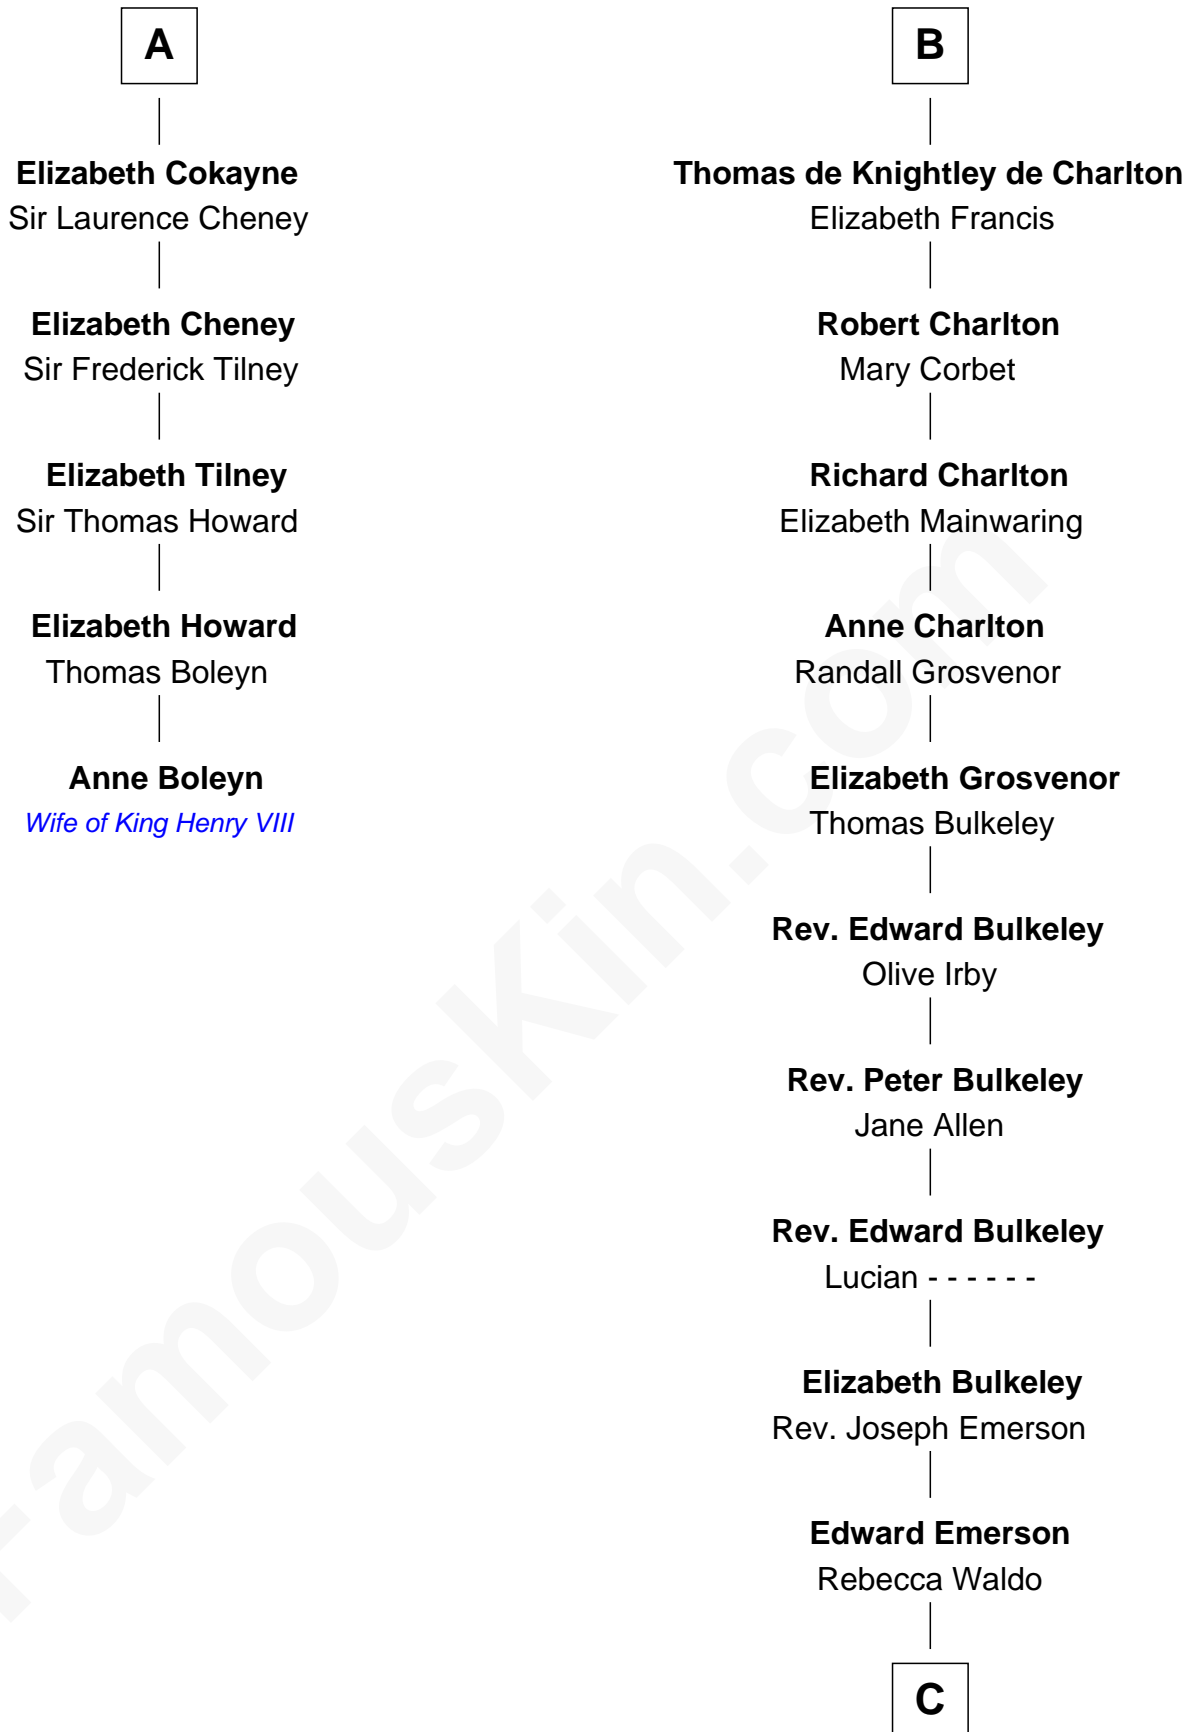 A
Elizabeth Cokayne
Sir Laurence Cheney
Elizabeth Cheney
Sir Frederick Tilney
Elizabeth Tilney
Sir Thomas Howard
Elizabeth Howard
Thomas Boleyn
Anne Boleyn
Wife of King Henry VIII
B
Thomas de Knightley de Charlton
Elizabeth Francis
Robert Charlton
Mary Corbet
Richard Charlton
Elizabeth Mainwaring
Anne Charlton
Randall Grosvenor
Elizabeth Grosvenor
Thomas Bulkeley
Rev. Edward Bulkeley
Olive Irby
Rev. Peter Bulkeley
Jane Allen
Rev. Edward Bulkeley
Lucian - - - - - -
Elizabeth Bulkeley
Rev. Joseph Emerson
Edward Emerson
Rebecca Waldo
C
FamousKin.com